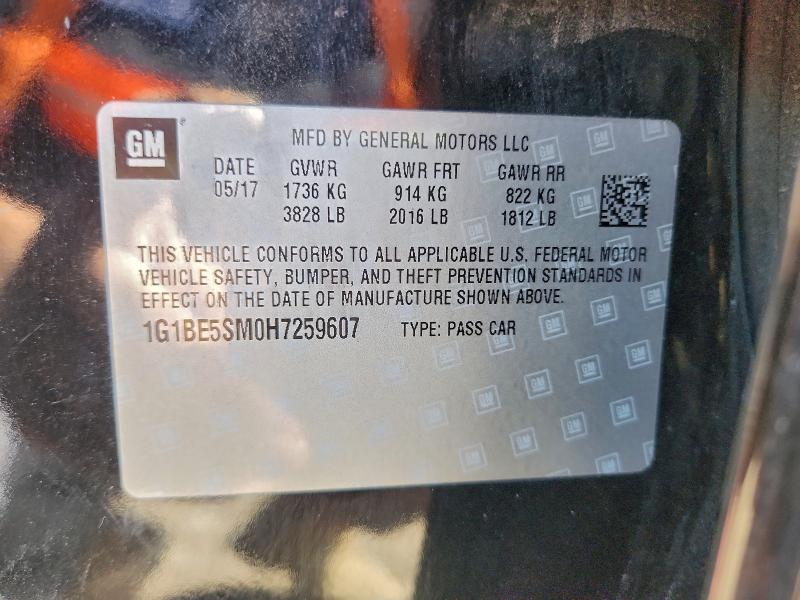 GM
MFD BY GENERAL MOTORS LLC
DATE GVWR GAWR FRT GAWR RR
05/17 1736 KG 914 KG 822 KG
3828 LB 2016 LB 1812 LB
THIS VEHICLE CONFORMS TO ALL APPLICABLE U.S. FEDERAL MOTOR
VEHICLE SAFETY, BUMPER, AND THEFT PREVENTION STANDARDS IN
EFFECT ON THE DATE OF MANUFACTURE SHOWN ABOVE.
1G1BE5SM0H7259607 TYPE: PASS CAR